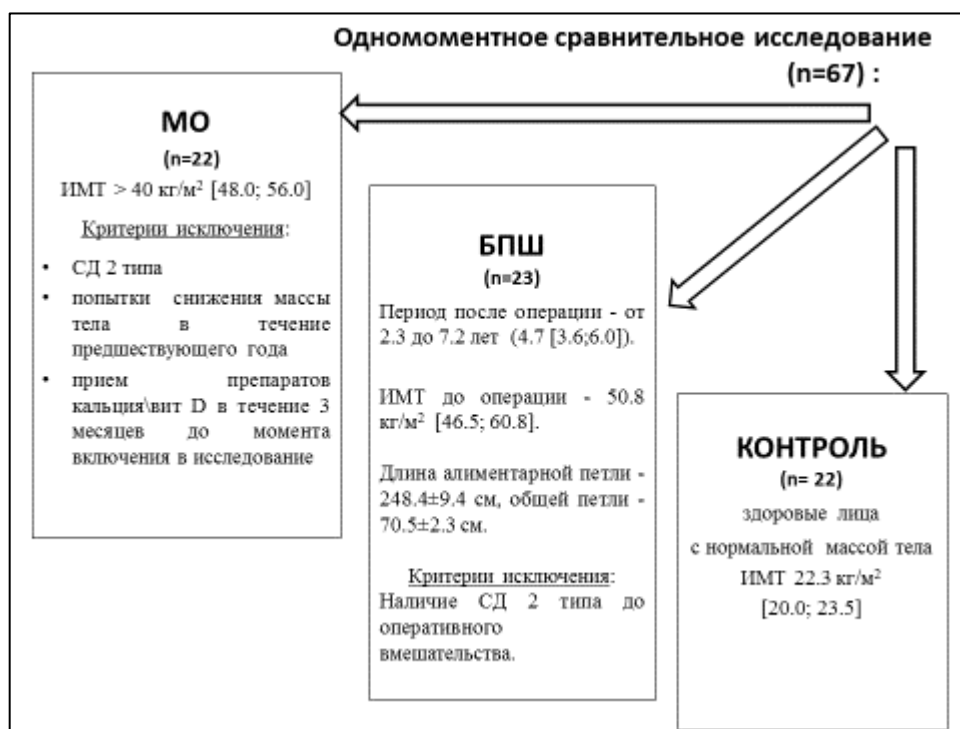 Одномоментное сравнительное исследование
(n=67) :
МО
(n=22)
ИМТ > 40 кг/м² [48.0; 56.0]
Критерии исключения:
• СД 2 типа
• попытки снижения массы
тела в течение
предшествующего года
• прием препаратов
кальция\вит D в течение 3
месяцев до момента
включения в исследование
БПШ
(n=23)
Период после операции - от
2.3 до 7.2 лет (4.7 [3.6;6.0]).
ИМТ до операции - 50.8
кг/м² [46.5; 60.8].
Длина алиментарной петли -
248.4±9.4 см, общей петли -
70.5±2.3 см.
Критерии исключения:
Наличие СД 2 типа до
оперативного
вмешательства.
КОНТРОЛЬ
(n= 22)
здоровые лица
с нормальной массой тела
ИМТ 22.3 кг/м²
[20.0; 23.5]